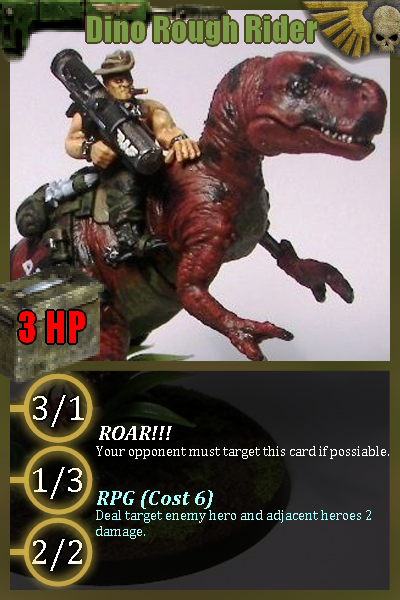 Dino Rough Rider
3 HP
3/1
ROAR!!!
Your opponent must target this card if possiable.
1/3
RPG (Cost 6)
Deal target enemy hero and adjacent heroes 2
damage.
2/2